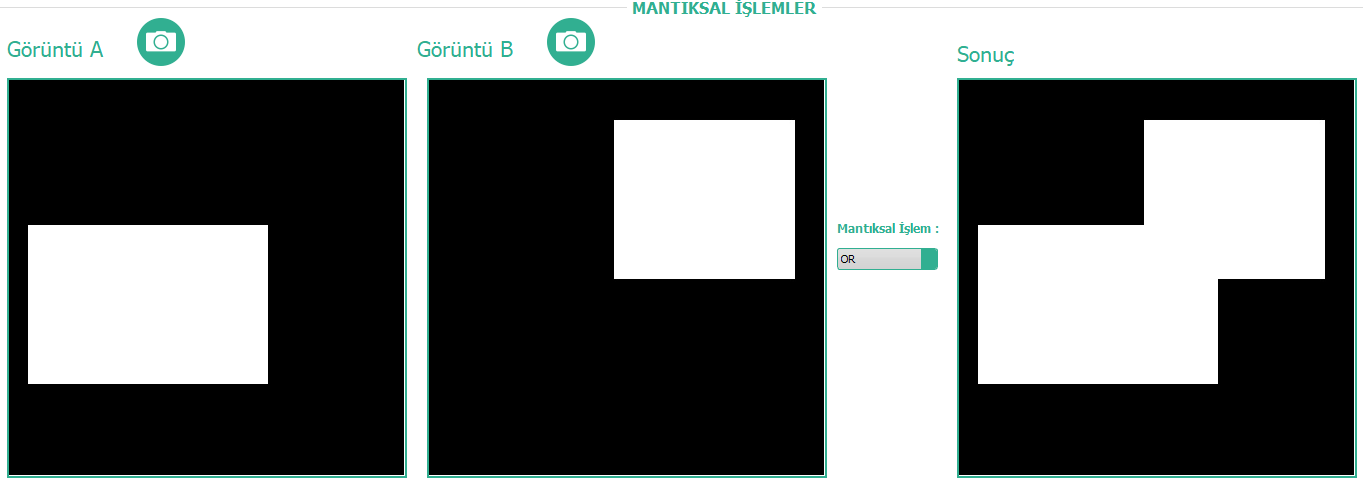 MANTIKSAL İŞLEMLER
Görüntü A
Görüntü B
Sonuç
Mantıksal İşlem :
OR